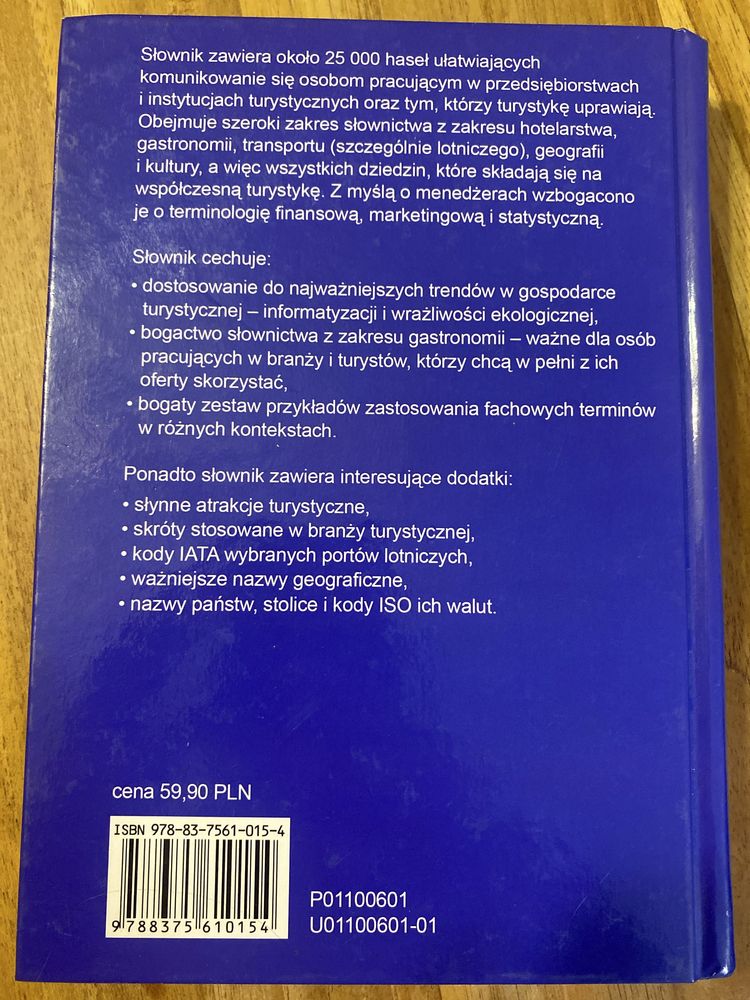 Słownik zawiera około 25 000 haseł ułatwiających
komunikowanie się osobom pracującym w przedsiębiorstwach
i instytucjach turystycznych oraz tym, którzy turystykę uprawiają.
Obejmuje szeroki zakres słownictwa z zakresu hotelarstwa,
gastronomii, transportu (szczególnie lotniczego), geografii
i kultury, a więc wszystkich dziedzin, które składają się na
współczesną turystykę. Z myślą o menedżerach wzbogacono
je o terminologię finansową, marketingową i statystyczną.
Słownik cechuje:
• dostosowanie do najważniejszych trendów w gospodarce
turystycznej – informatyzacji i wrażliwości ekologicznej,
• bogactwo słownictwa z zakresu gastronomii – ważne dla osób
pracujących w branży i turystów, którzy chcą w pełni z ich
oferty skorzystać,
• bogaty zestaw przykładów zastosowania fachowych terminów
w różnych kontekstach.
Ponadto słownik zawiera interesujące dodatki:
• słynne atrakcje turystyczne,
• skróty stosowane w branży turystycznej,
• kody IATA wybranych portów lotniczych,
• ważniejsze nazwy geograficzne,
• nazwy państw, stolice i kody ISO ich walut.
cena 59,90 PLN
ISBN 978-83-7561-015-4
9 788375 610154
P01100601
U01100601-01